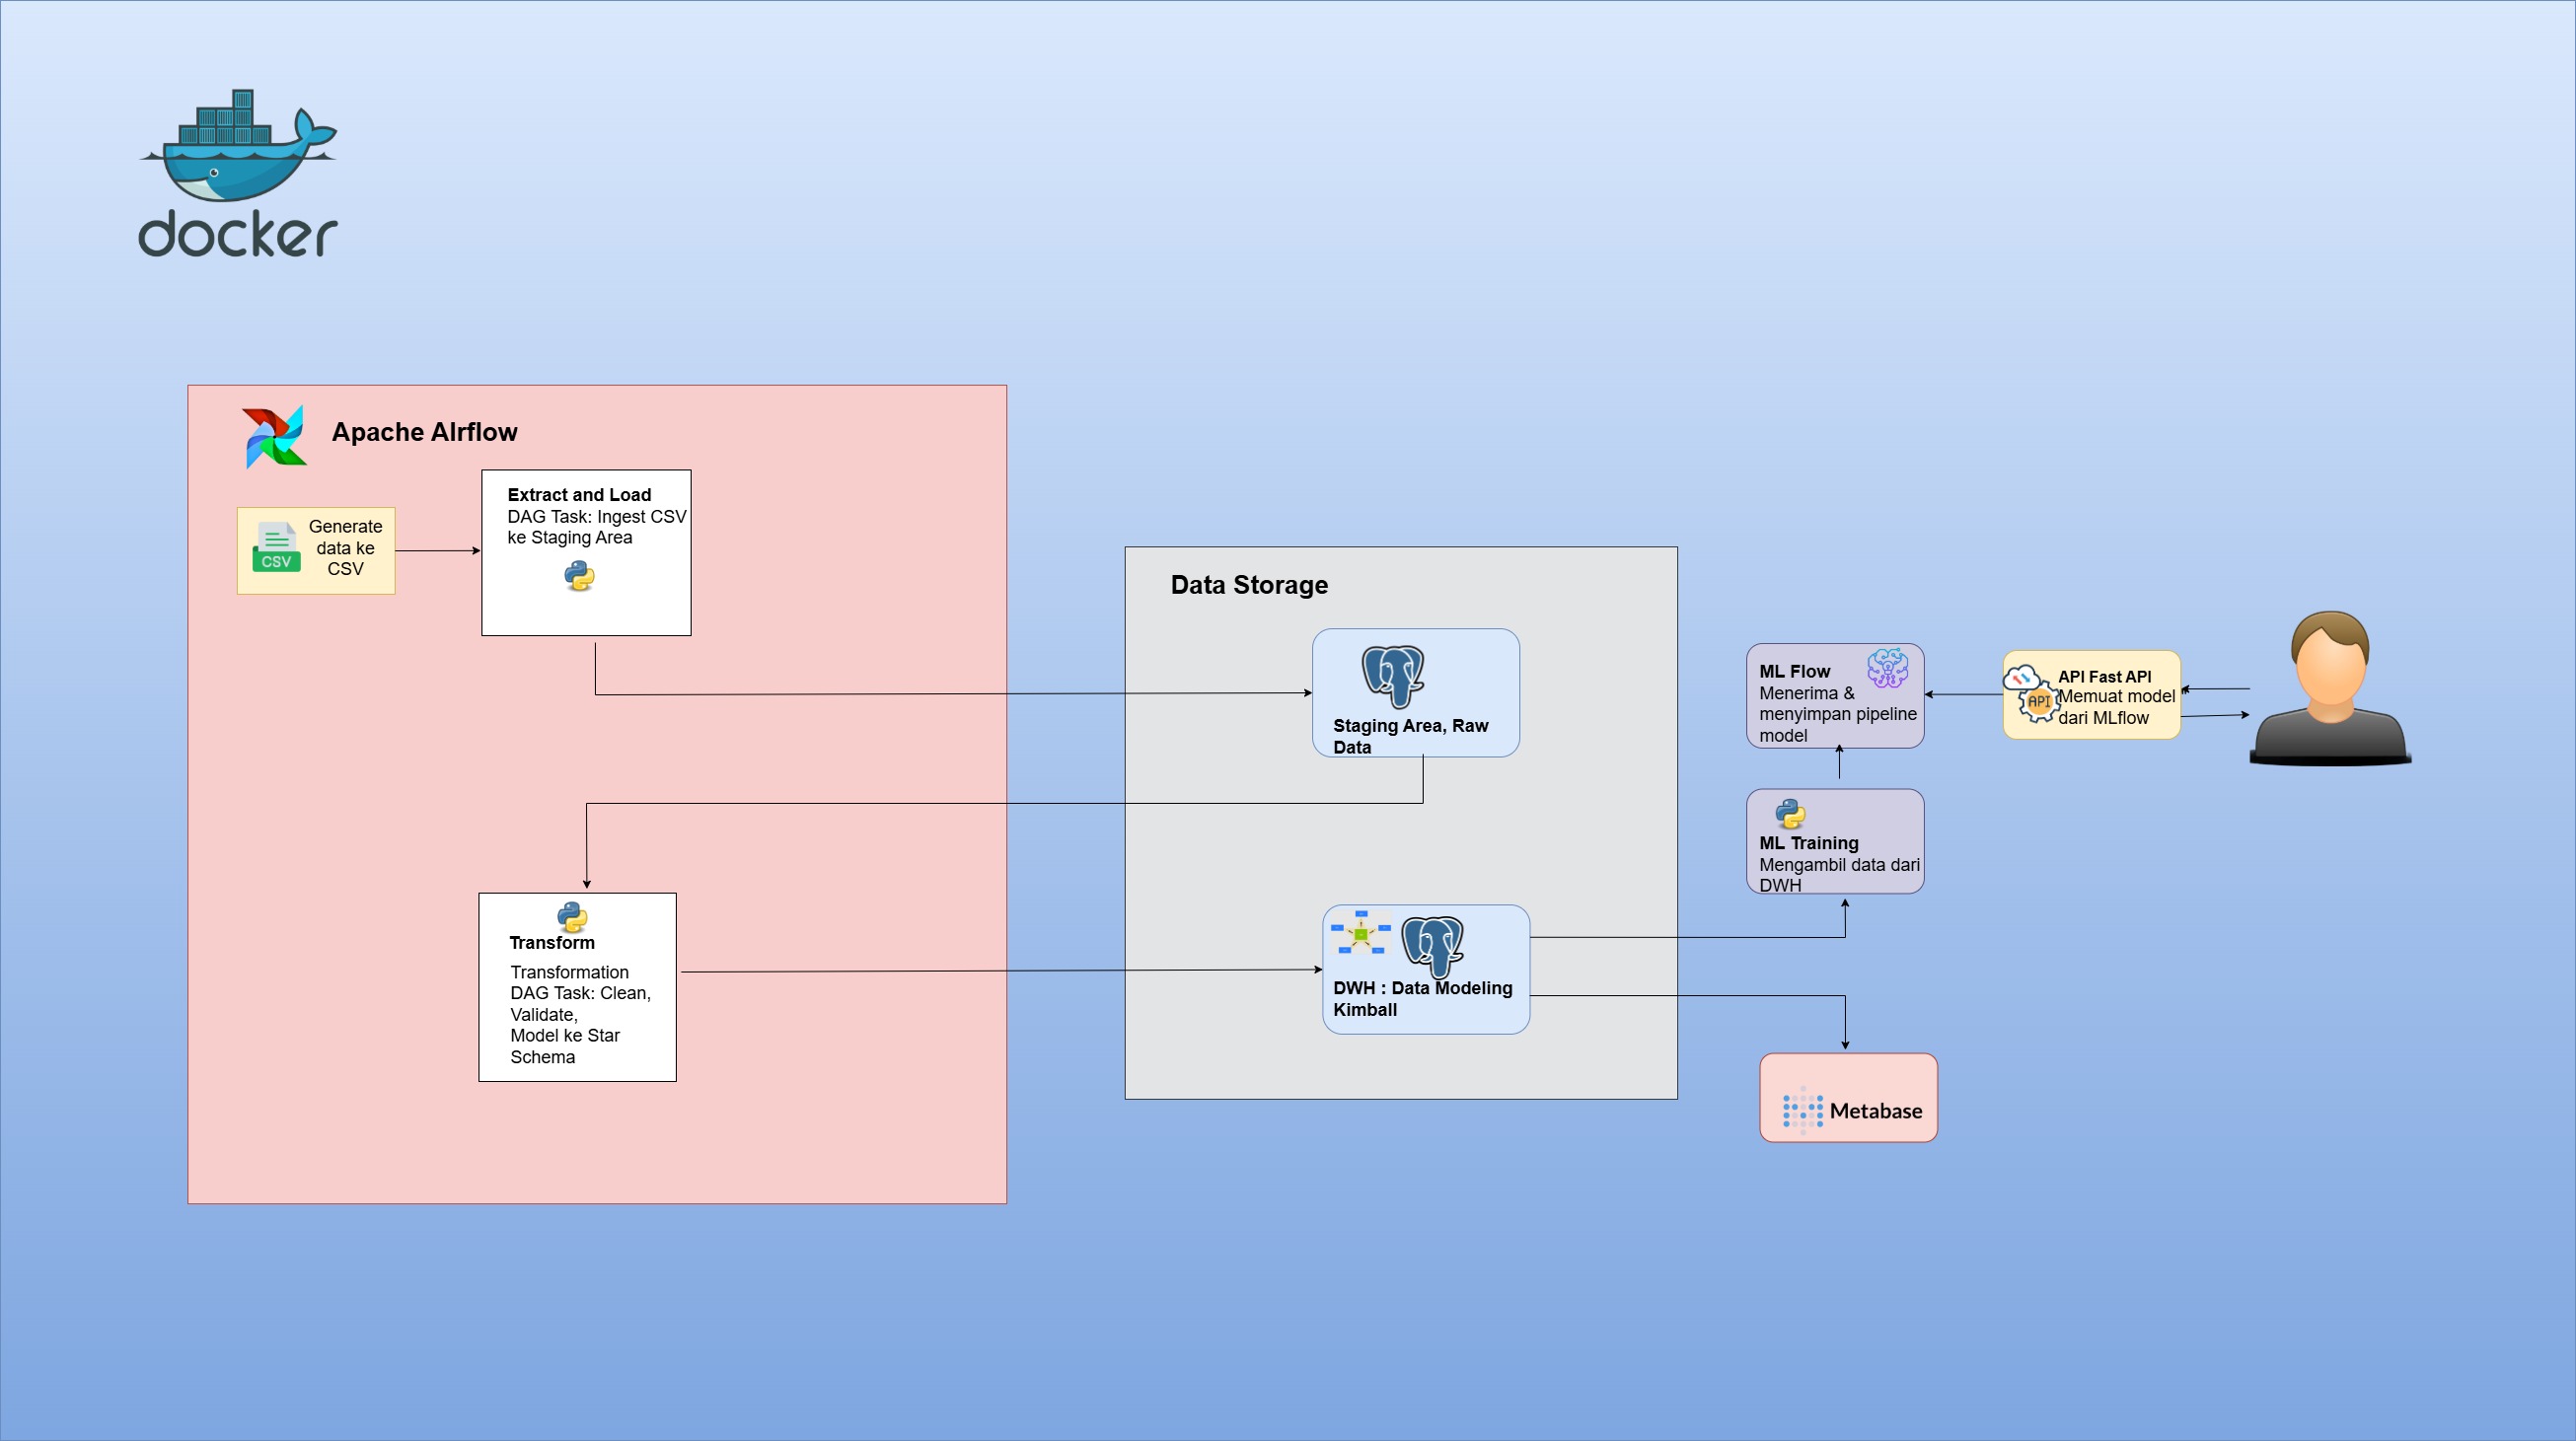 docker
Apache AIrflow
Generate
data ke
CSV
CSV
Extract and Load
DAG Task: Ingest CSV
ke Staging Area
Data Storage
Staging Area, Raw
Data
Transform
Transformation
DAG Task: Clean,
Validate,
Model ke Star
Schema
DWH : Data Modeling
Kimball
ML Flow
Menerima &
menyimpan pipeline
model
ML Training
Mengambil data dari
DWH
API Fast API
Memuat model
dari MLflow
API
Metabase